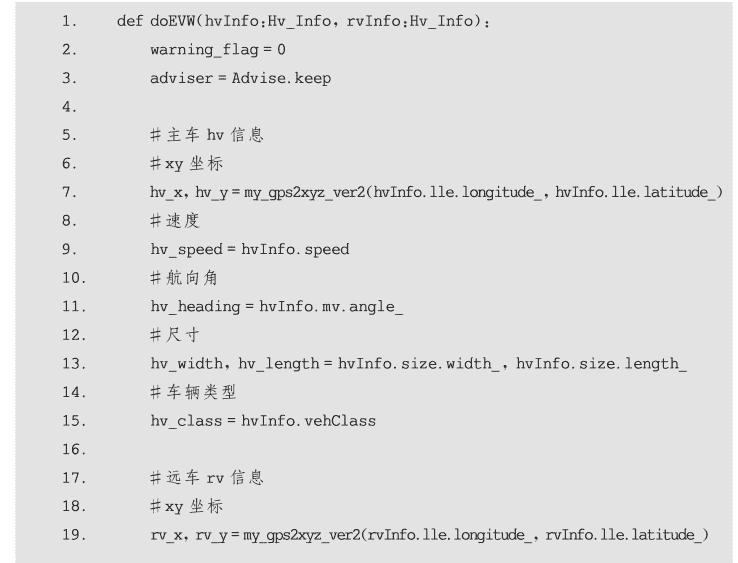 1. def doEVW(hvInfo:Hv_Info, rvInfo:Hv_Info):
2. warning_flag = 0
3. adviser = Advise.keep
4.
5. #主车 hv 信息
6. #xy 坐标
7. hv_x, hv_y = my_gps2xyz_ver2(hvInfo.lle.longitude_, hvInfo.lle.latitude_)
8. #速度
9. hv_speed = hvInfo.speed
10. #航向角
11. hv_heading = hvInfo.mv.angle_
12. #尺寸
13. hv_width, hv_length = hvInfo.size.width_, hvInfo.size.length_
14. #车辆类型
15. hv_class = hvInfo.vehClass
16.
17. #远车 rv 信息
18. #xy 坐标
19. rv_x, rv_y = my_gps2xyz_ver2(rvInfo.lle.longitude_, rvInfo.lle.latitude_)